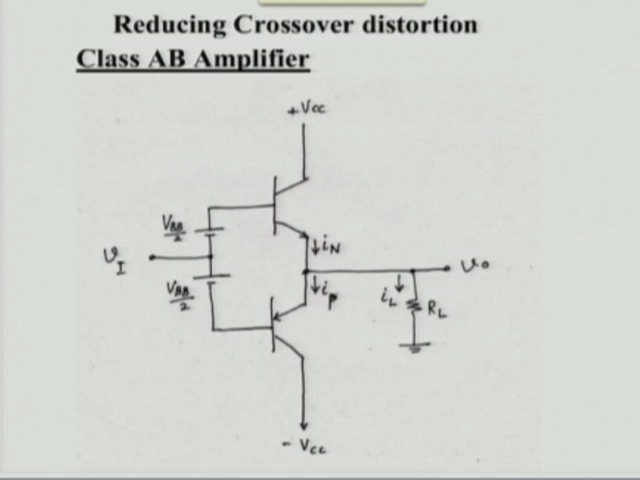 Reducing Crossover distortion
Class AB Amplifier
+Vcc
VBB/2
iN
vI
vo
VBB/2
ip
iL
RL
- Vcc